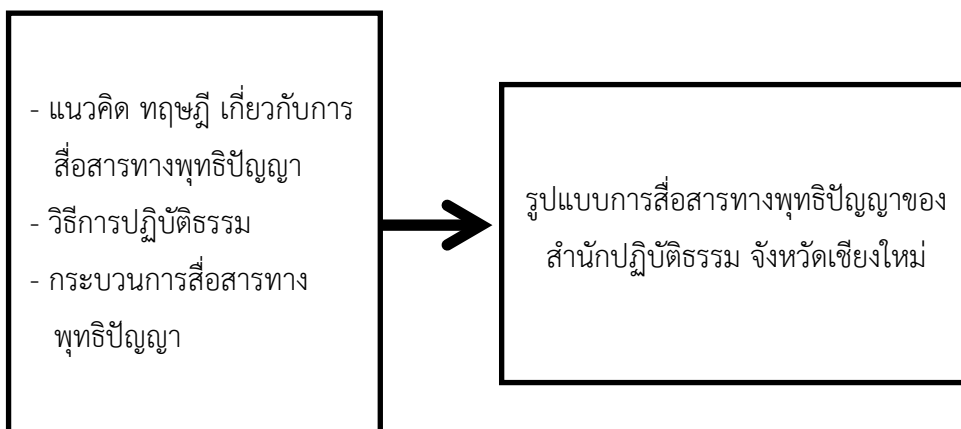 - แนวคิด ทฤษฎี เกี่ยวกับการ
สื่อสารทางพุทธิปัญญา
- วิธีการปฏิบัติธรรม
- กระบวนการสื่อสารทาง
พุทธิปัญญา
รูปแบบการสื่อสารทางพุทธิปัญญาของ
สำนักปฏิบัติธรรม จังหวัดเชียงใหม่